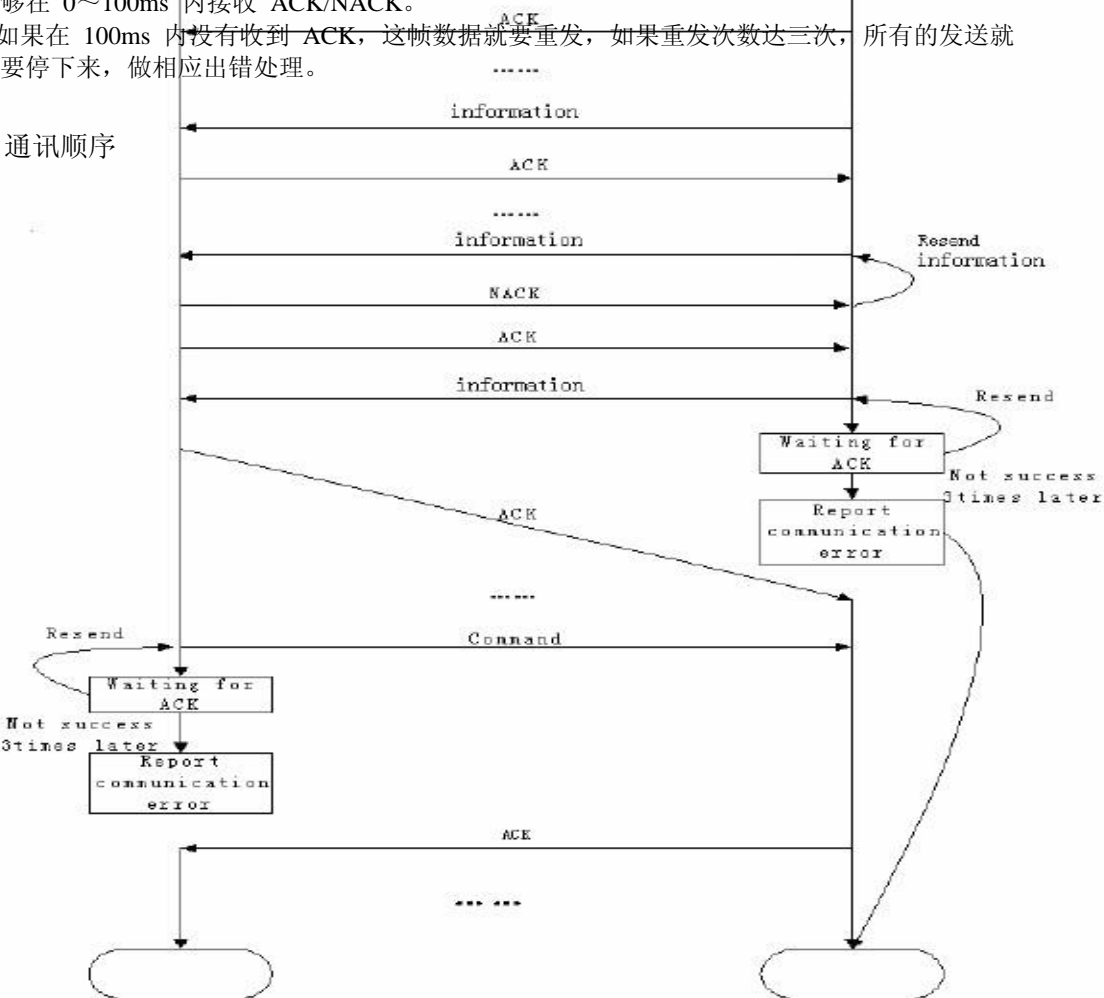 够在 0～100ms 内接收 ACK/NACK。
ACK
如果在 100ms 内没有收到 ACK，这帧数据就要重发，如果重发次数达三次，所有的发送就
要停下来，做相应出错处理。
······
information
通讯顺序
ACK
······
information
Resend
information
NACK
ACK
information
Resend
Waiting for
ACK
Not success
3times later
Report
communication
error
ACK
······
Resend
Command
Waiting for
ACK
Not success
3times later
Report
communication
error
ACK
··· ···